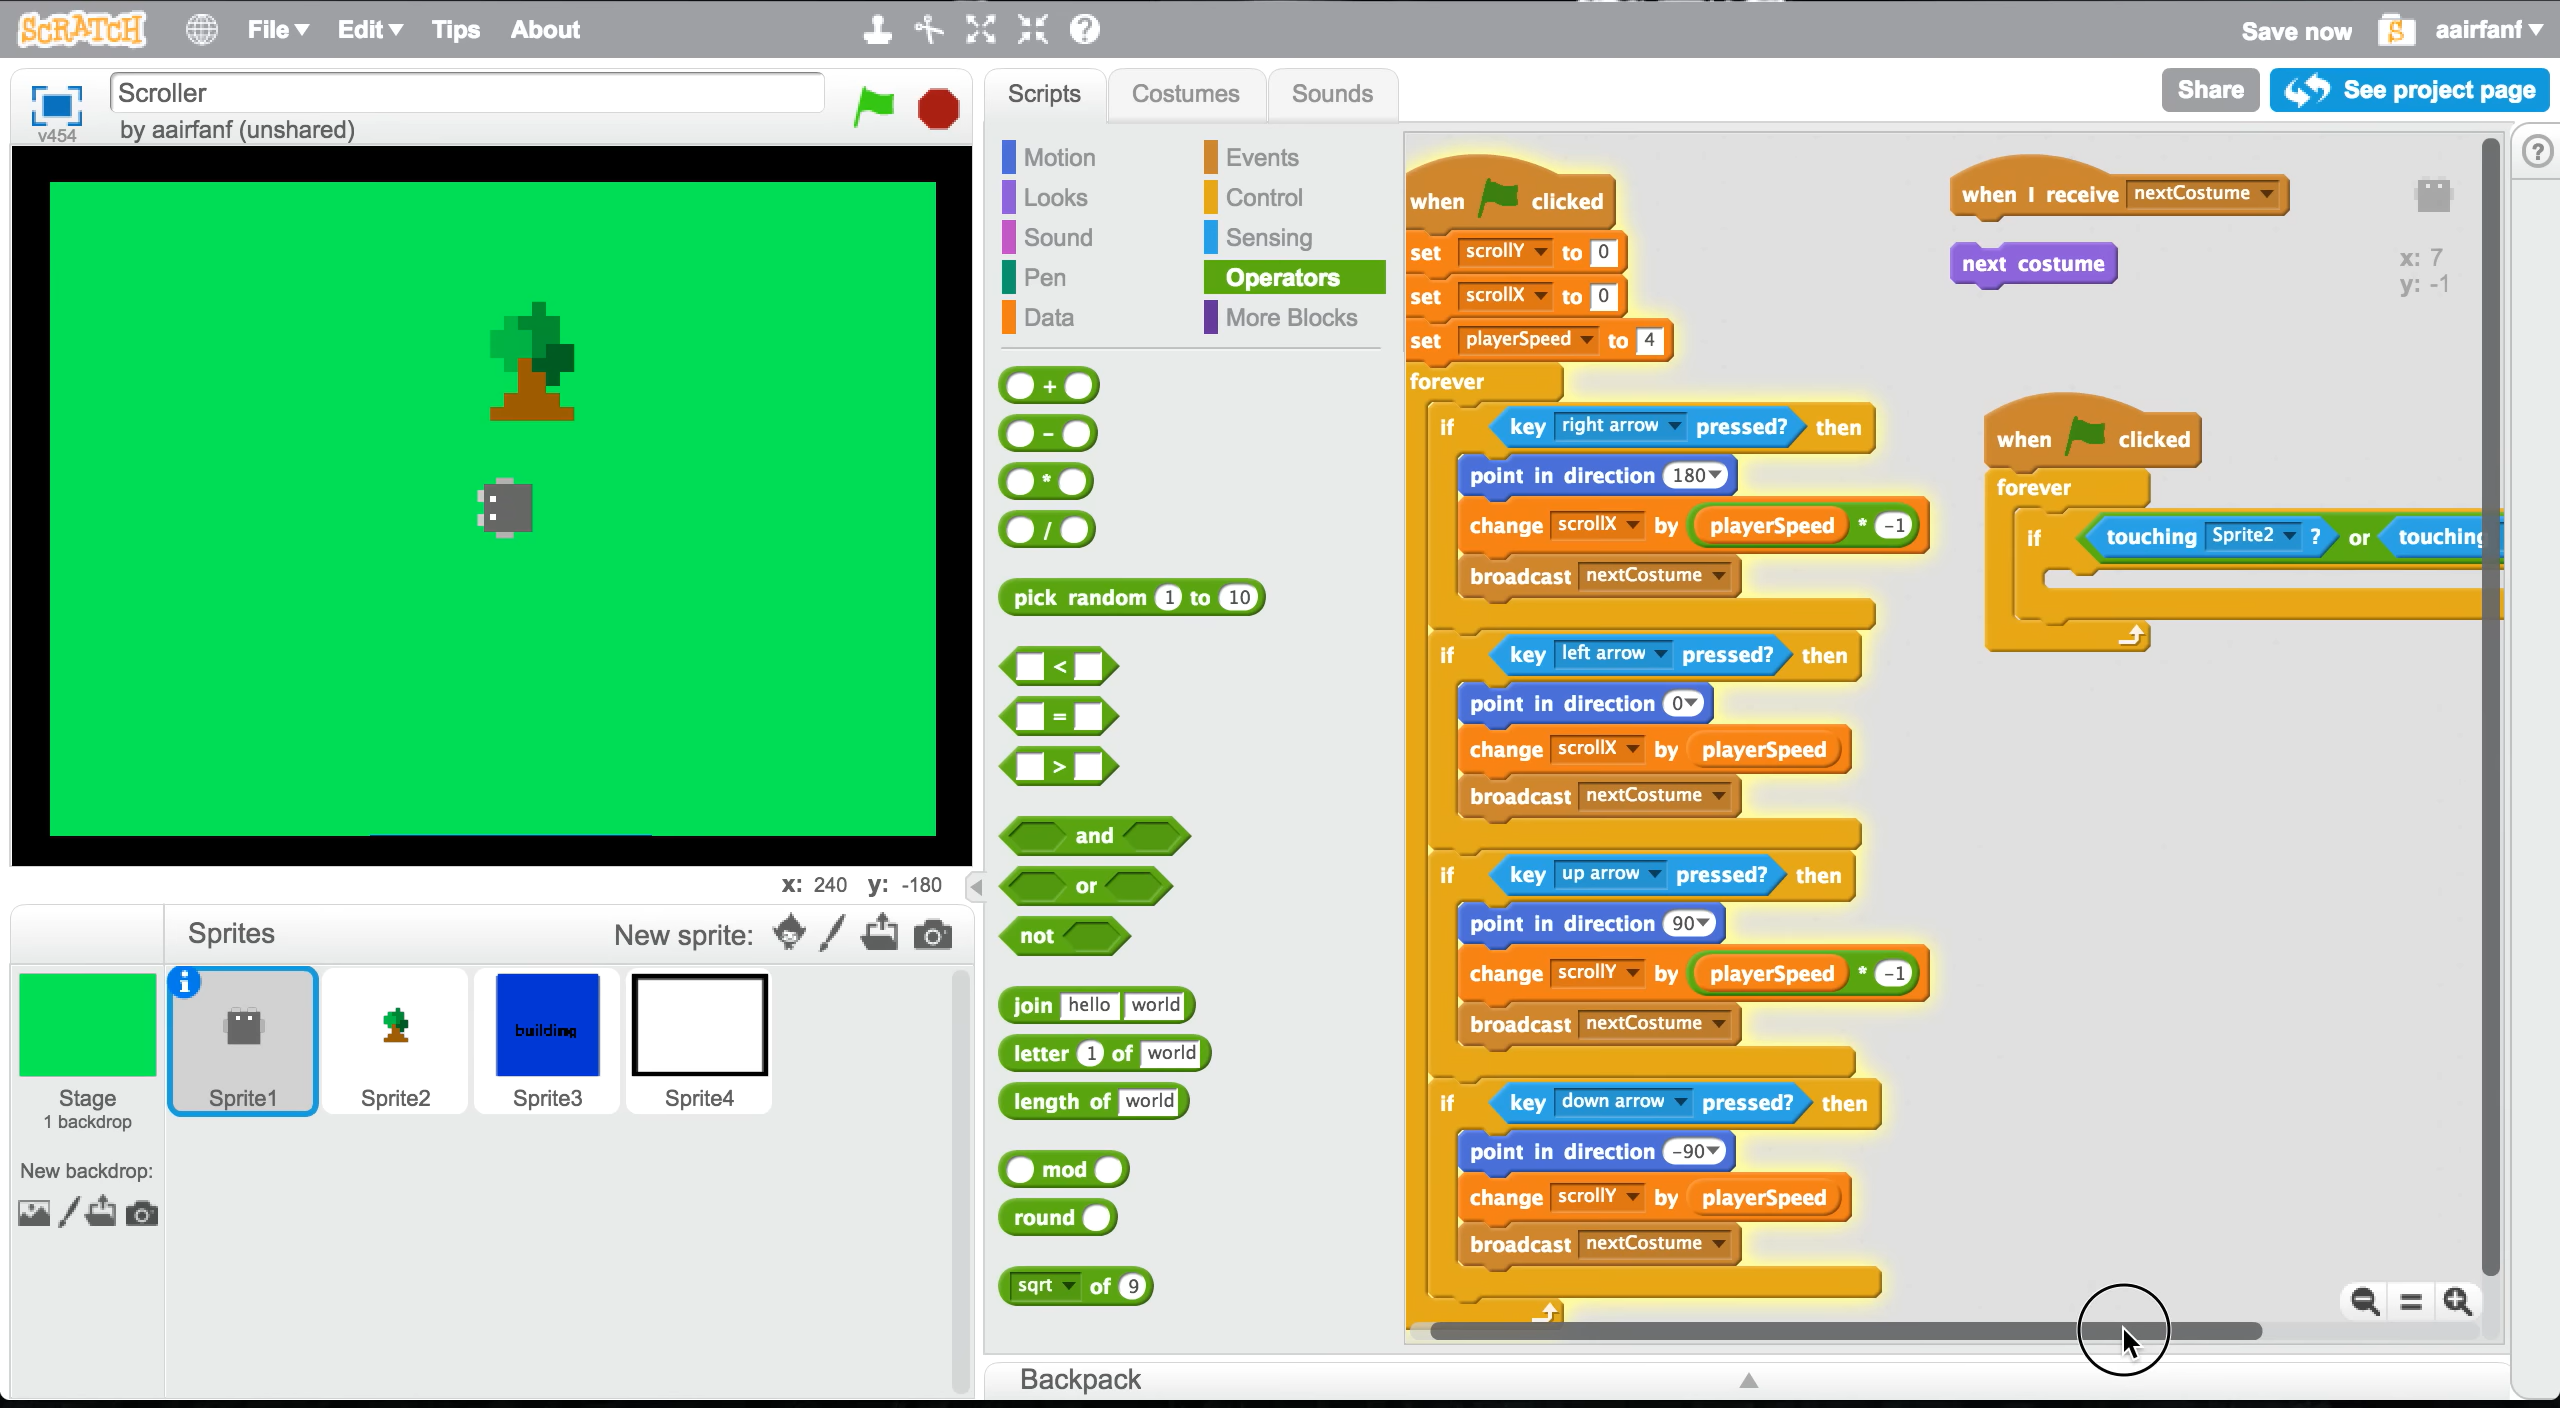 SCRATCH File Edit Tips About Save now aairfanf
v454
Scroller
by aairfanf (unshared)
Scripts Costumes Sounds
Share See project page
x: 240 y: -180
Sprites New sprite:
Stage
1 backdrop
New backdrop:
Sprite1
Sprite2
building
Sprite3
Sprite4
Motion Events
Looks Control
Sound Sensing
Pen Operators
Data More Blocks
+
-
*
/
pick random 1 to 10
<
=
>
and
or
not
join hello world
letter 1 of world
length of world
mod
round
sqrt of 9
when clicked
set scrollY to 0
set scrollX to 0
set playerSpeed to 4
forever
if key right arrow pressed? then
point in direction 180
change scrollX by playerSpeed * -1
broadcast nextCostume
if key left arrow pressed? then
point in direction 0
change scrollX by playerSpeed
broadcast nextCostume
if key up arrow pressed? then
point in direction 90
change scrollY by playerSpeed * -1
broadcast nextCostume
if key down arrow pressed? then
point in direction -90
change scrollY by playerSpeed
broadcast nextCostume
when I receive nextCostume
next costume
x: 7
y: -1
when clicked
forever
if touching Sprite2 ? or touching
Backpack